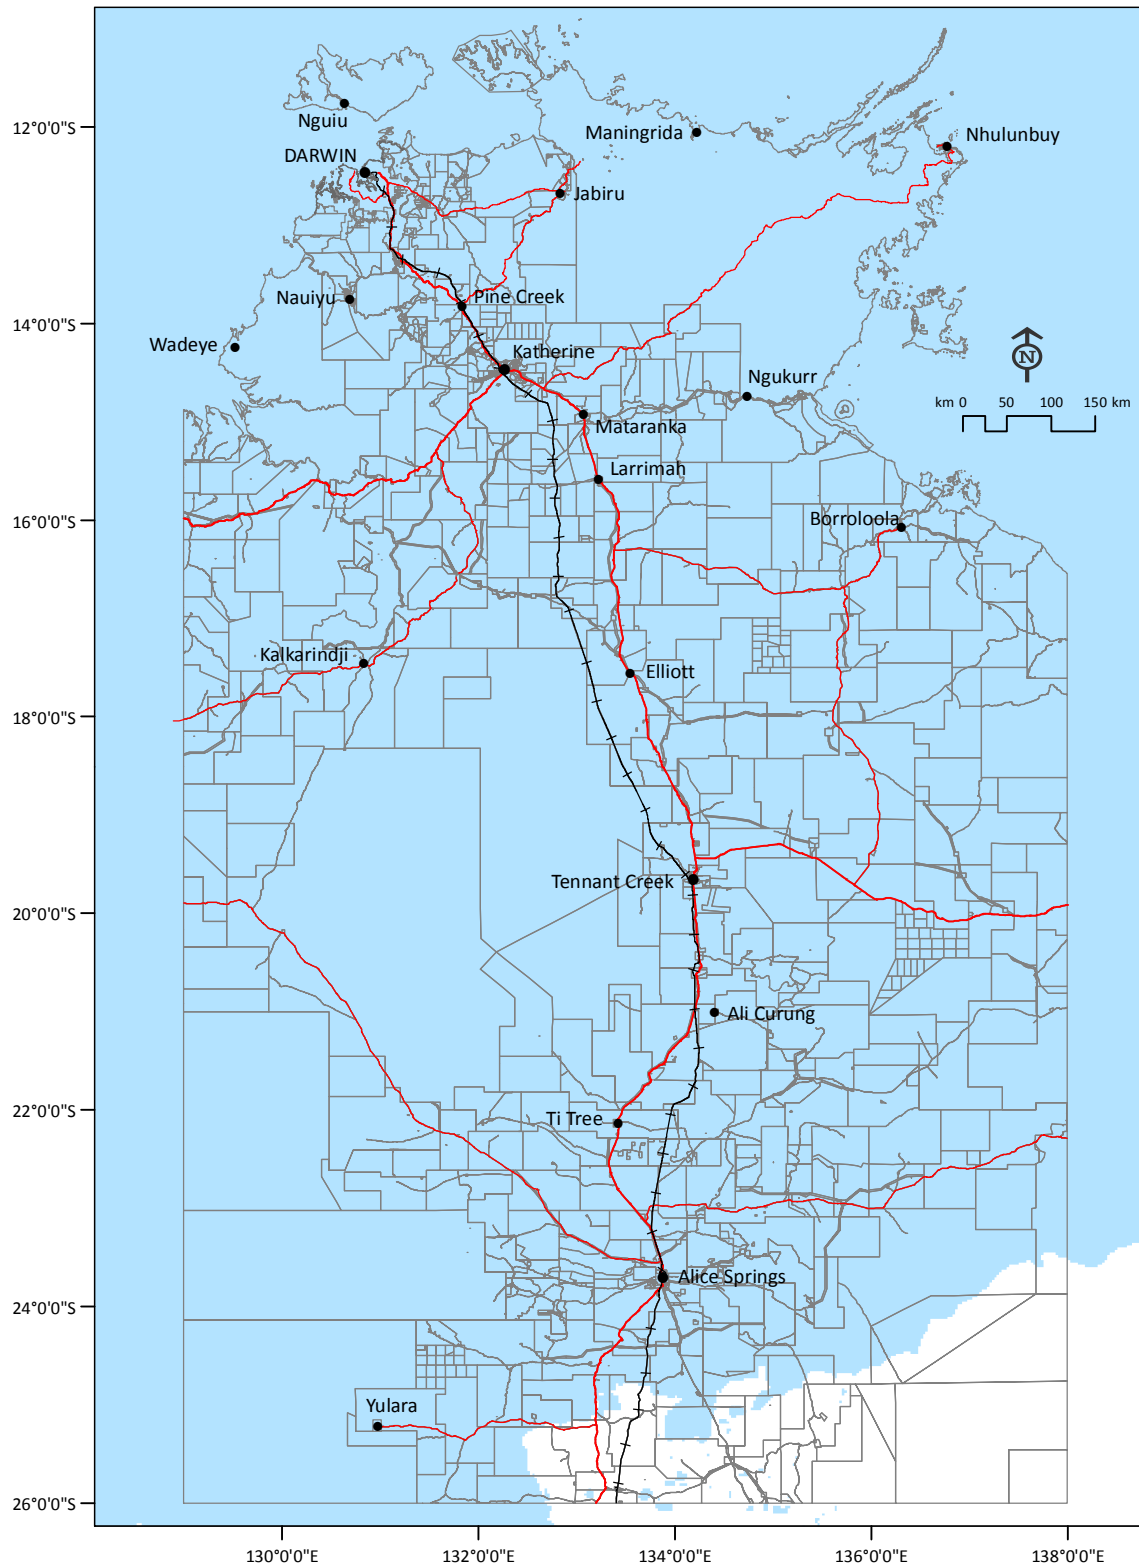 12°0'0"S
Nguiu
Maningrida
Nhulunbuy
DARWIN
Jabiru
Nauiyu
Pine Creek
14°0'0"S
Wadeye
Katherine
N
Ngukurr
km 0 50 100 150 km
Mataranka
Larrimah
16°0'0"S
Borroloola
Kalkarindji
Elliott
18°0'0"S
Tennant Creek
20°0'0"S
Ali Curung
22°0'0"S
Ti Tree
Alice Springs
24°0'0"S
Yulara
26°0'0"S
130°0'0"E 132°0'0"E 134°0'0"E 136°0'0"E 138°0'0"E